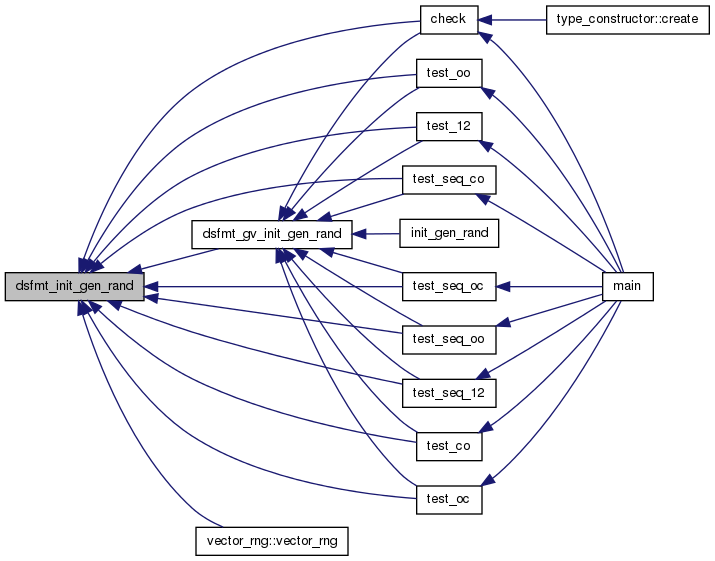 check
type_constructor::create
test_oo
test_12
test_seq_co
dsfmt_gv_init_gen_rand
init_gen_rand
dsfmt_init_gen_rand
test_seq_oc
main
test_seq_oo
test_seq_12
test_co
test_oc
vector_rng::vector_rng